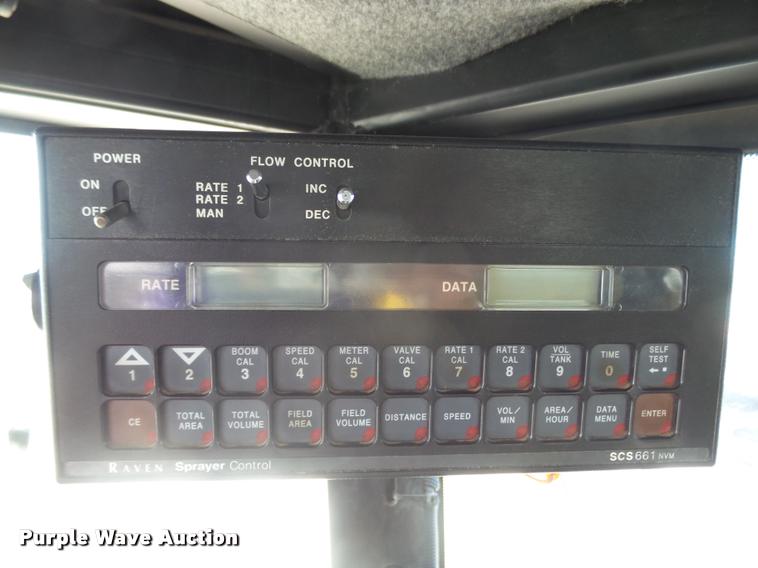 POWER
FLOW CONTROL
ON
RATE 1
INC
RATE 2
OFF
MAN
DEC
RATE
DATA
1
2
BOOM CAL 3
SPEED CAL 4
METER CAL 5
VALVE CAL 6
RATE 1 CAL 7
RATE 2 CAL 8
VOL TANK 9
TIME 0
SELF TEST
CE
TOTAL AREA
TOTAL VOLUME
FIELD AREA
FIELD VOLUME
DISTANCE
SPEED
VOL/ MIN
AREA/ HOUR
DATA MENU
ENTER
RAVEN Sprayer Control
SCS 661 NVM
Purple Wave Auction